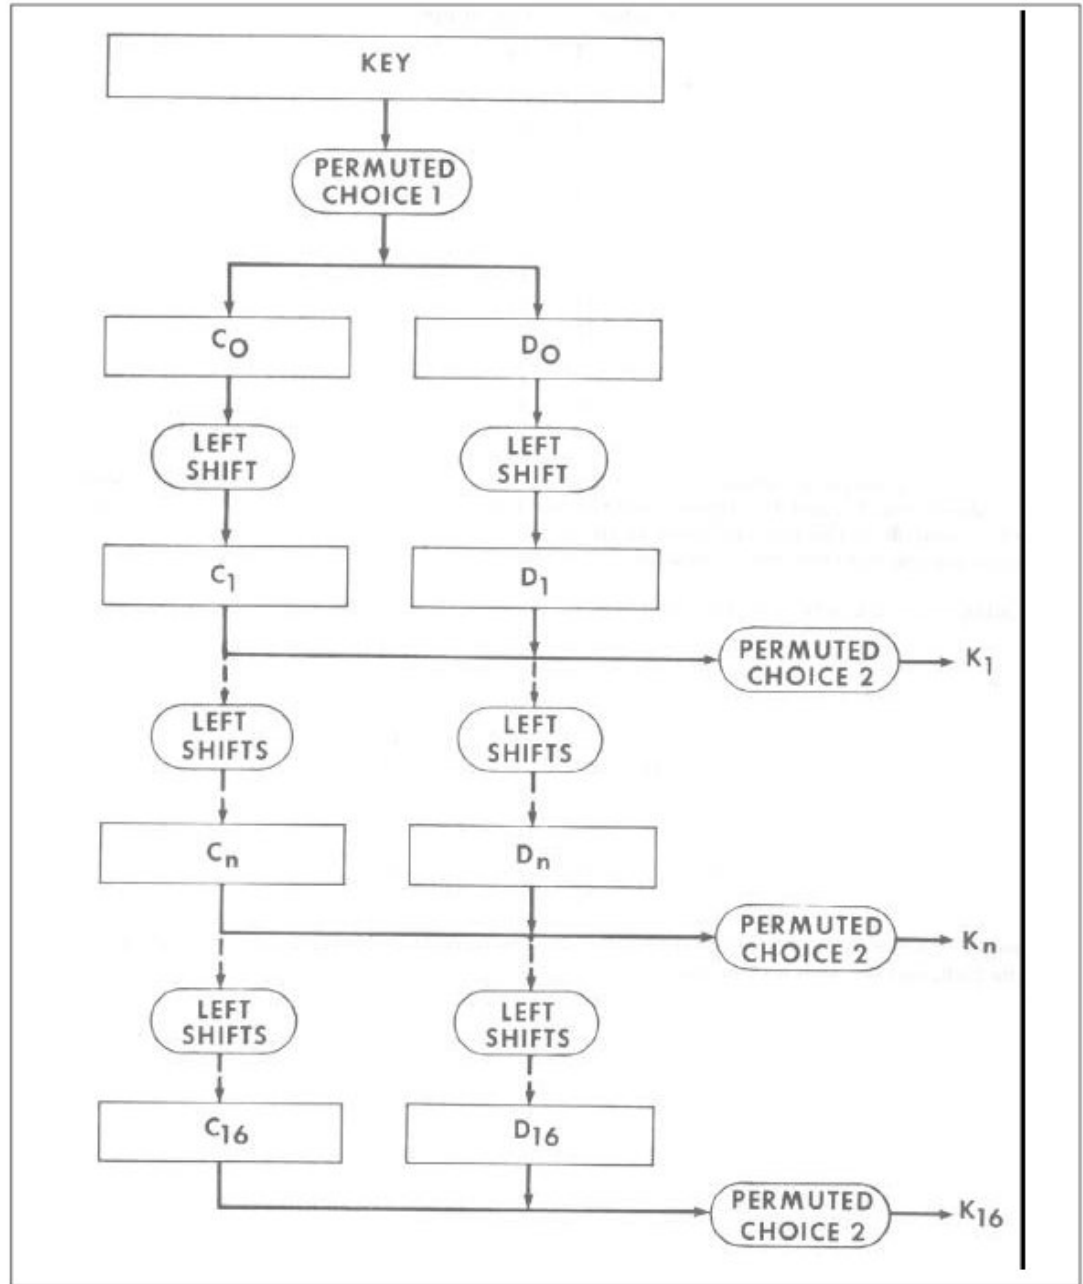 KEY
PERMUTED
CHOICE 1
C0
D0
LEFT
SHIFT
LEFT
SHIFT
C1
D1
PERMUTED
CHOICE 2
K1
LEFT
SHIFTS
LEFT
SHIFTS
Cn
Dn
PERMUTED
CHOICE 2
Kn
LEFT
SHIFTS
LEFT
SHIFTS
C16
D16
PERMUTED
CHOICE 2
K16